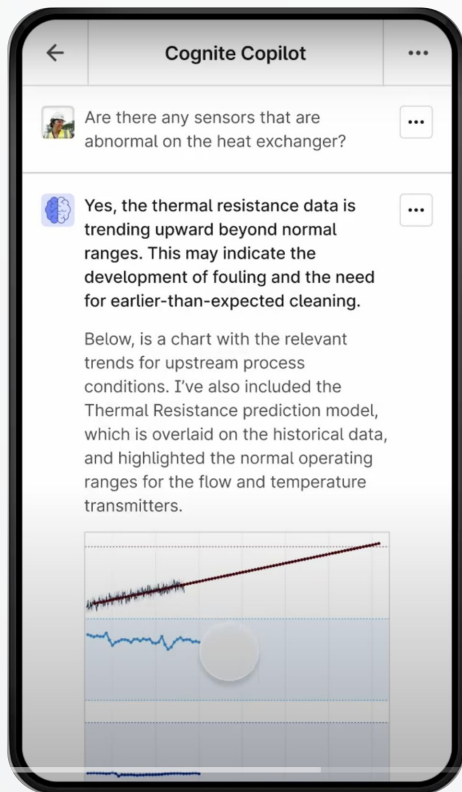 Cognite Copilot
Are there any sensors that are
abnormal on the heat exchanger?
Yes, the thermal resistance data is
trending upward beyond normal
ranges. This may indicate the
development of fouling and the need
for earlier-than-expected cleaning.
Below, is a chart with the relevant
trends for upstream process
conditions. I've also included the
Thermal Resistance prediction model,
which is overlaid on the historical data,
and highlighted the normal operating
ranges for the flow and temperature
transmitters.